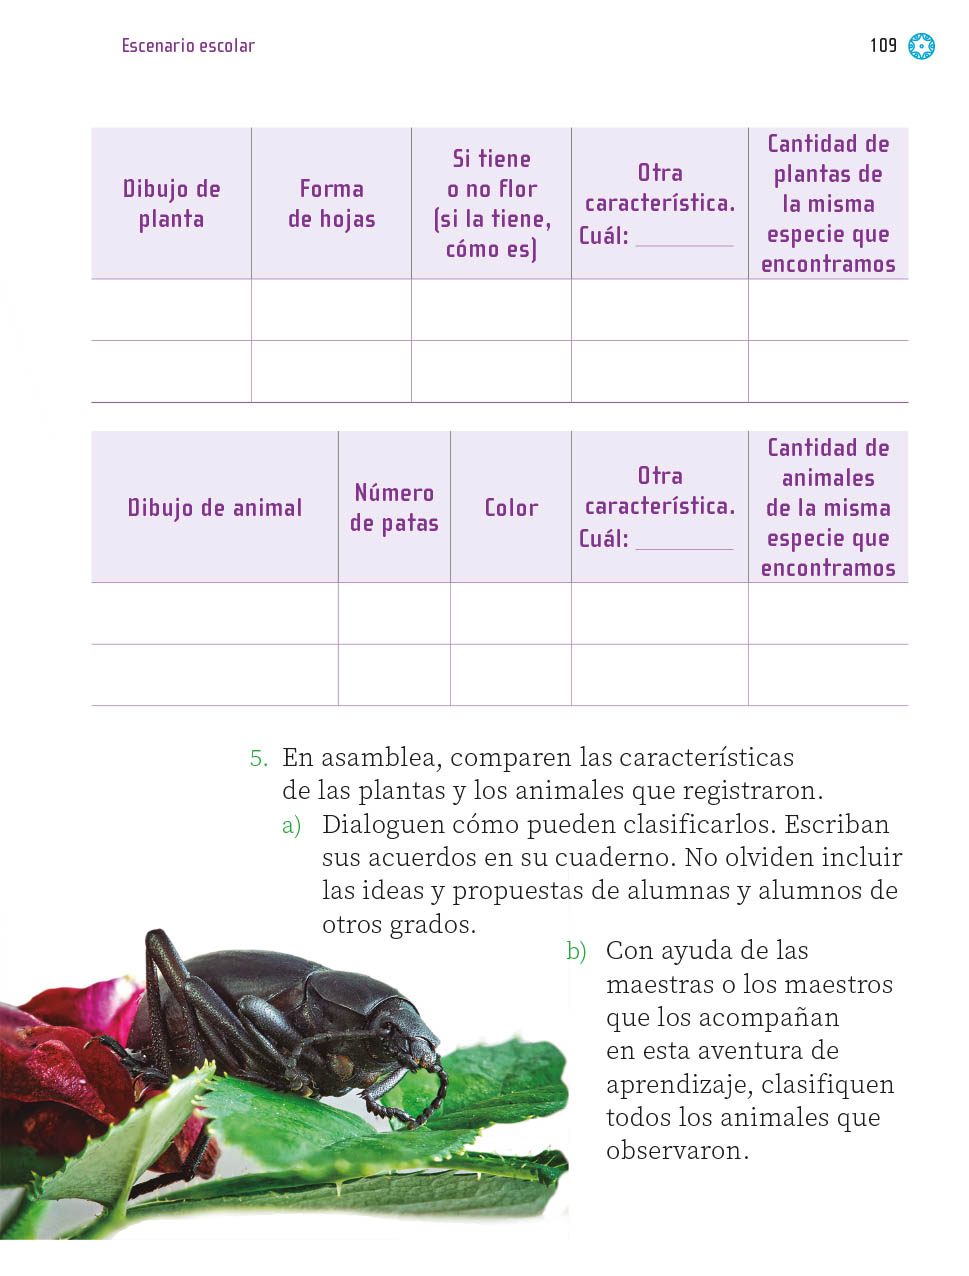 Escenario escolar
109
Dibujo de
planta
Forma
de hojas
Si tiene
o no flor
(si la tiene,
cómo es)
Otra
característica.
Cuál: __________
Cantidad de
plantas de
la misma
especie que
encontramos
Dibujo de animal
Número
de patas
Color
Otra
característica.
Cuál: __________
Cantidad de
animales
de la misma
especie que
encontramos
5. En asamblea, comparen las características
de las plantas y los animales que registraron.
a) Dialoguen cómo pueden clasificarlos. Escriban
sus acuerdos en su cuaderno. No olviden incluir
las ideas y propuestas de alumnas y alumnos de
otros grados.
b) Con ayuda de las
maestras o los maestros
que los acompañan
en esta aventura de
aprendizaje, clasifiquen
todos los animales que
observaron.